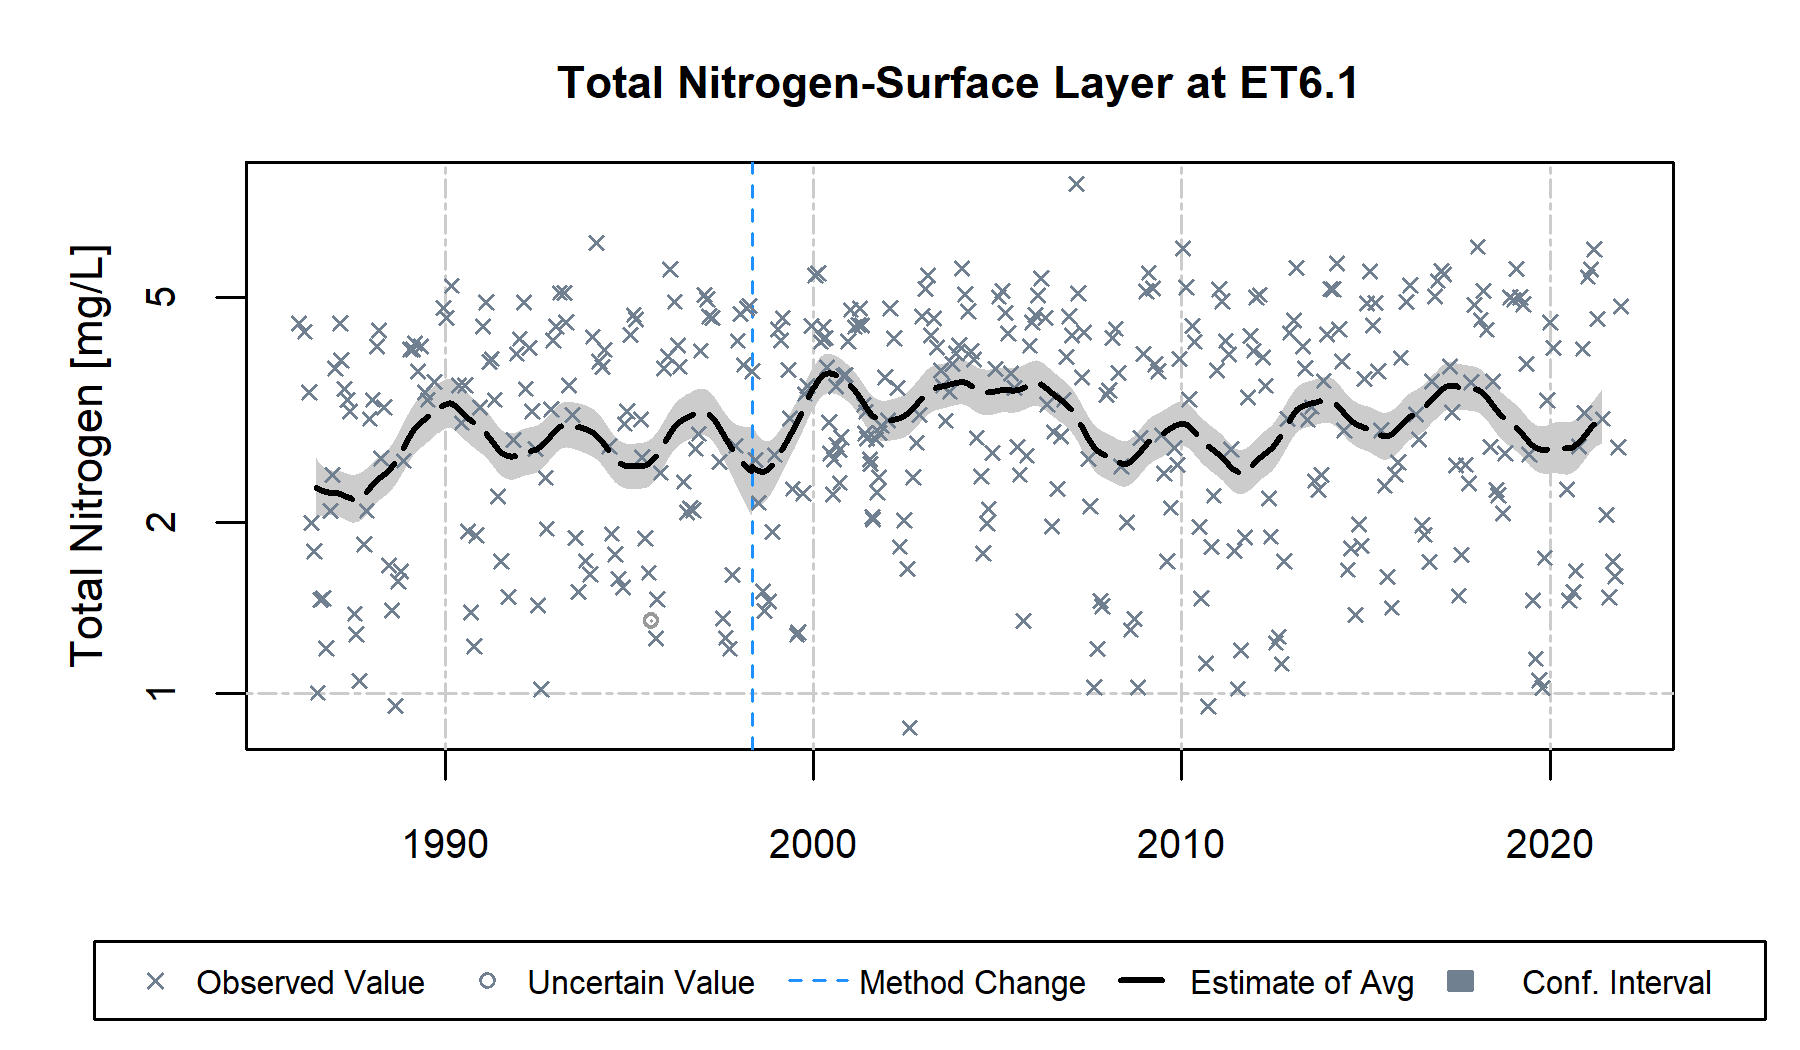 Total Nitrogen-Surface Layer at ET6.1
Total Nitrogen [mg/L]
5
2
1
1990 2000 2010 2020
Observed Value Uncertain Value Method Change Estimate of Avg Conf. Interval